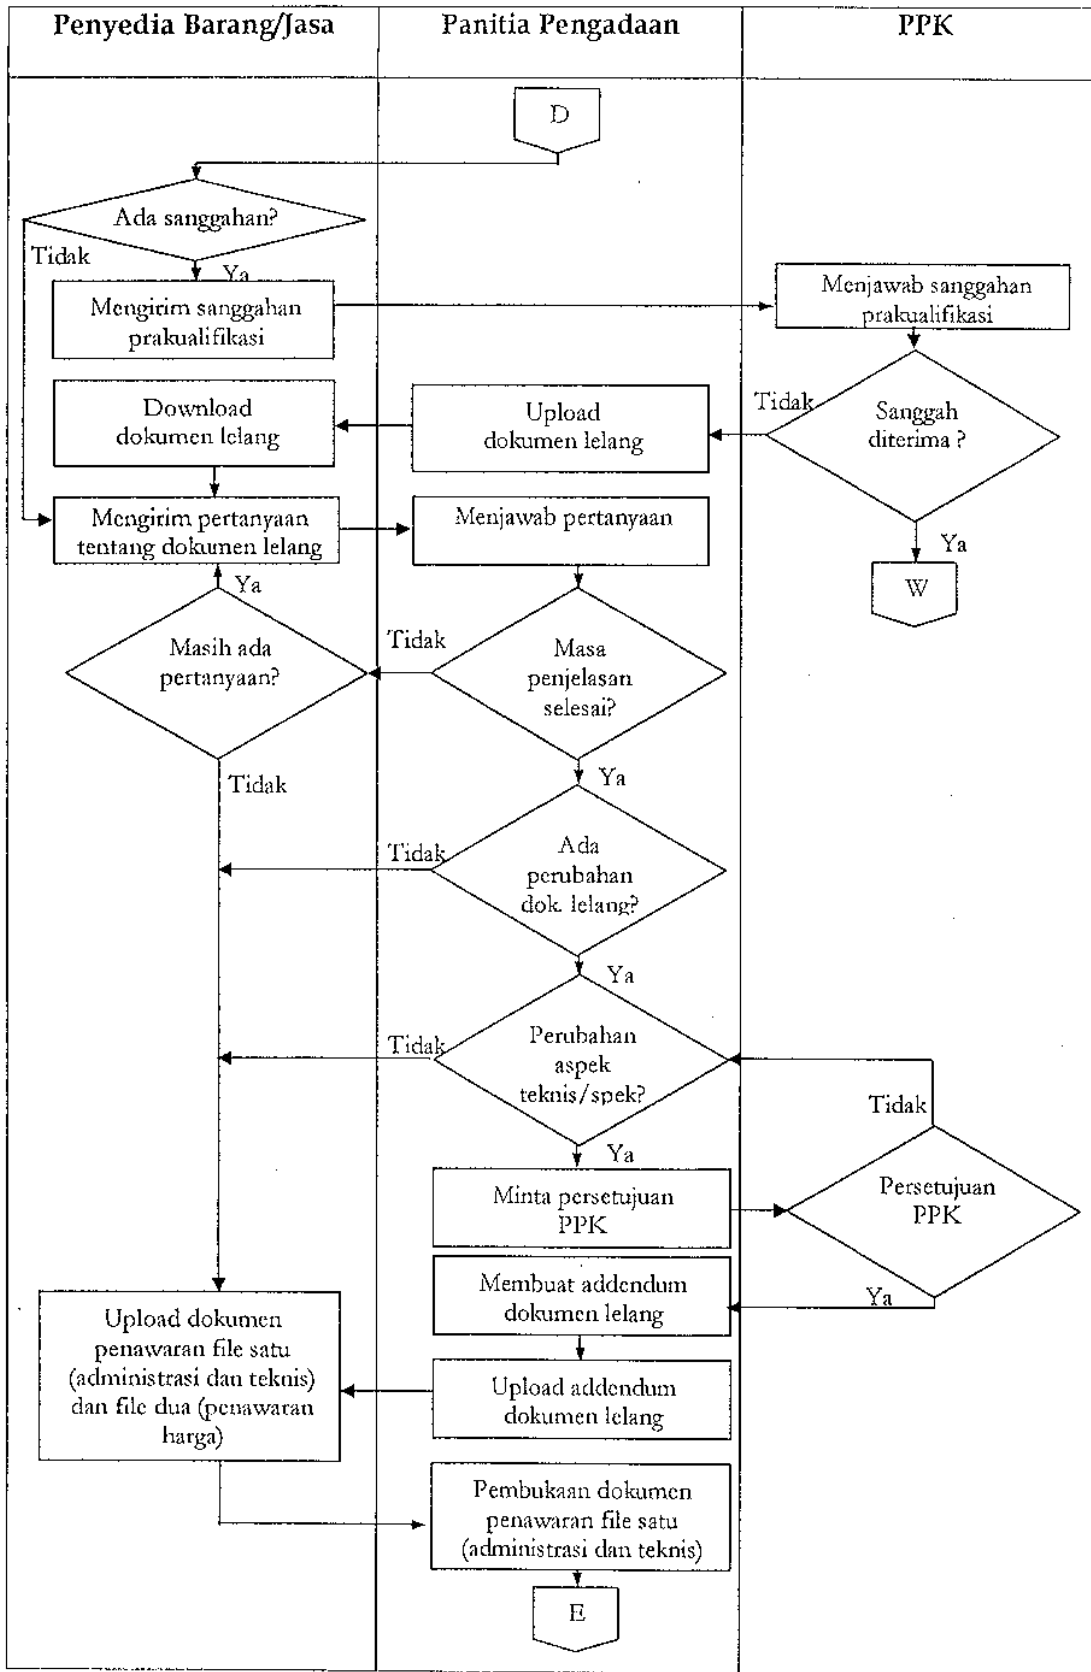 Penyedia Barang/Jasa
Panitia Pengadaan
PPK
D
Ada sanggahan?
Tidak
Ya
Mengirim sanggahan
prakualifikasi
Menjawab sanggahan
prakualifikasi
Download
dokumen lelang
Upload
dokumen lelang
Tidak
Sanggah
diterima ?
Mengirim pertanyaan
tentang dokumen lelang
Menjawab pertanyaan
Ya
W
Ya
Masih ada
pertanyaan?
Tidak
Masa
penjelasan
selesai?
Tidak
Ya
Tidak
Ada
perubahan
dok. lelang?
Ya
Tidak
Perubahan
aspek
teknis/spek?
Tidak
Ya
Minta persetujuan
PPK
Persetujuan
PPK
Membuat addendum
dokumen lelang
Ya
Upload dokumen
penawaran file satu
(administrasi dan teknis)
dan file dua (penawaran
harga)
Upload addendum
dokumen lelang
Pembukaan dokumen
penawaran file satu
(administrasi dan teknis)
E